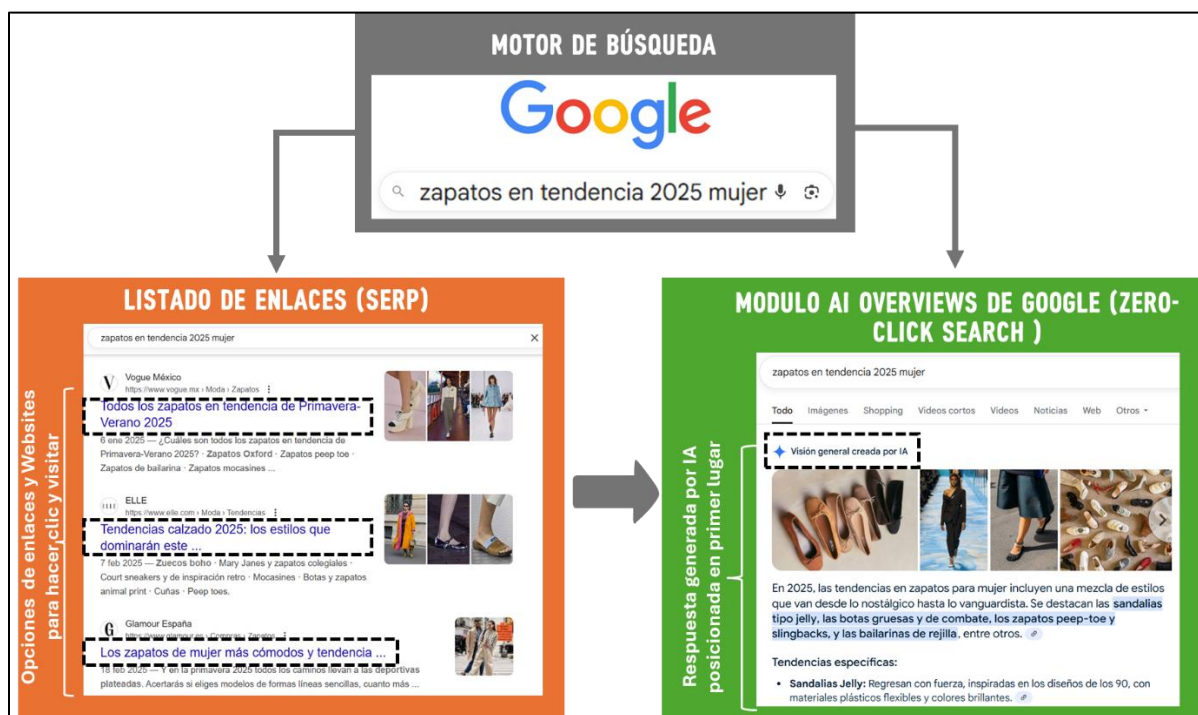 MOTOR DE BÚSQUEDA
Google
zapatos en tendencia 2025 mujer
LISTADO DE ENLACES (SERP)
Opciones de enlaces y Websites
para hacer clic y visitar
zapatos en tendencia 2025 mujer
V
Vogue México
https://www.vogue.mx › Moda › Zapatos
Todos los zapatos en tendencia de Primavera-
Verano 2025
6 ene 2025 — ¿Cuáles son todos los zapatos en tendencia de
Primavera-Verano 2025? · Zapatos Oxford · Zapatos peep toe ·
Zapatos de bailarina · Zapatos mocasines ...
ELLE
https://www.elle.com › Moda › Tendencias
Tendencias calzado 2025: los estilos que
dominarán este ...
7 feb 2025 — Zuecos boho · Mary Janes y zapatos colegiales ·
Court sneakers y de inspiración retro · Mocasines · Botas y zapatos
animal print · Cuñas · Peep toes.
G
Glamour España
https://www.glamour.es › Compras › Zapatos
Los zapatos de mujer más cómodos y tendencia ...
18 feb 2025 — Y en la primavera 2025 todos los caminos llevan a las deportivas
plateadas. Acertarás si eliges modelos de formas líneas sencillas, cuanto más ...
MODULO AI OVERVIEWS DE GOOGLE (ZERO-
CLICK SEARCH )
Respuesta generada por IA
posicionada en primer lugar
zapatos en tendencia 2025 mujer
Todo Imágenes Shopping Videos cortos Videos Noticias Web Otros
Visión general creada por IA
En 2025, las tendencias en zapatos para mujer incluyen una mezcla de estilos
que van desde lo nostálgico hasta lo vanguardista. Se destacan las sandalias
tipo jelly, las botas gruesas y de combate, los zapatos peep-toe y
slingbacks, y las bailarinas de rejilla, entre otros.
Tendencias específicas:
• Sandalias Jelly: Regresan con fuerza, inspiradas en los diseños de los 90, con
materiales plásticos flexibles y colores brillantes.